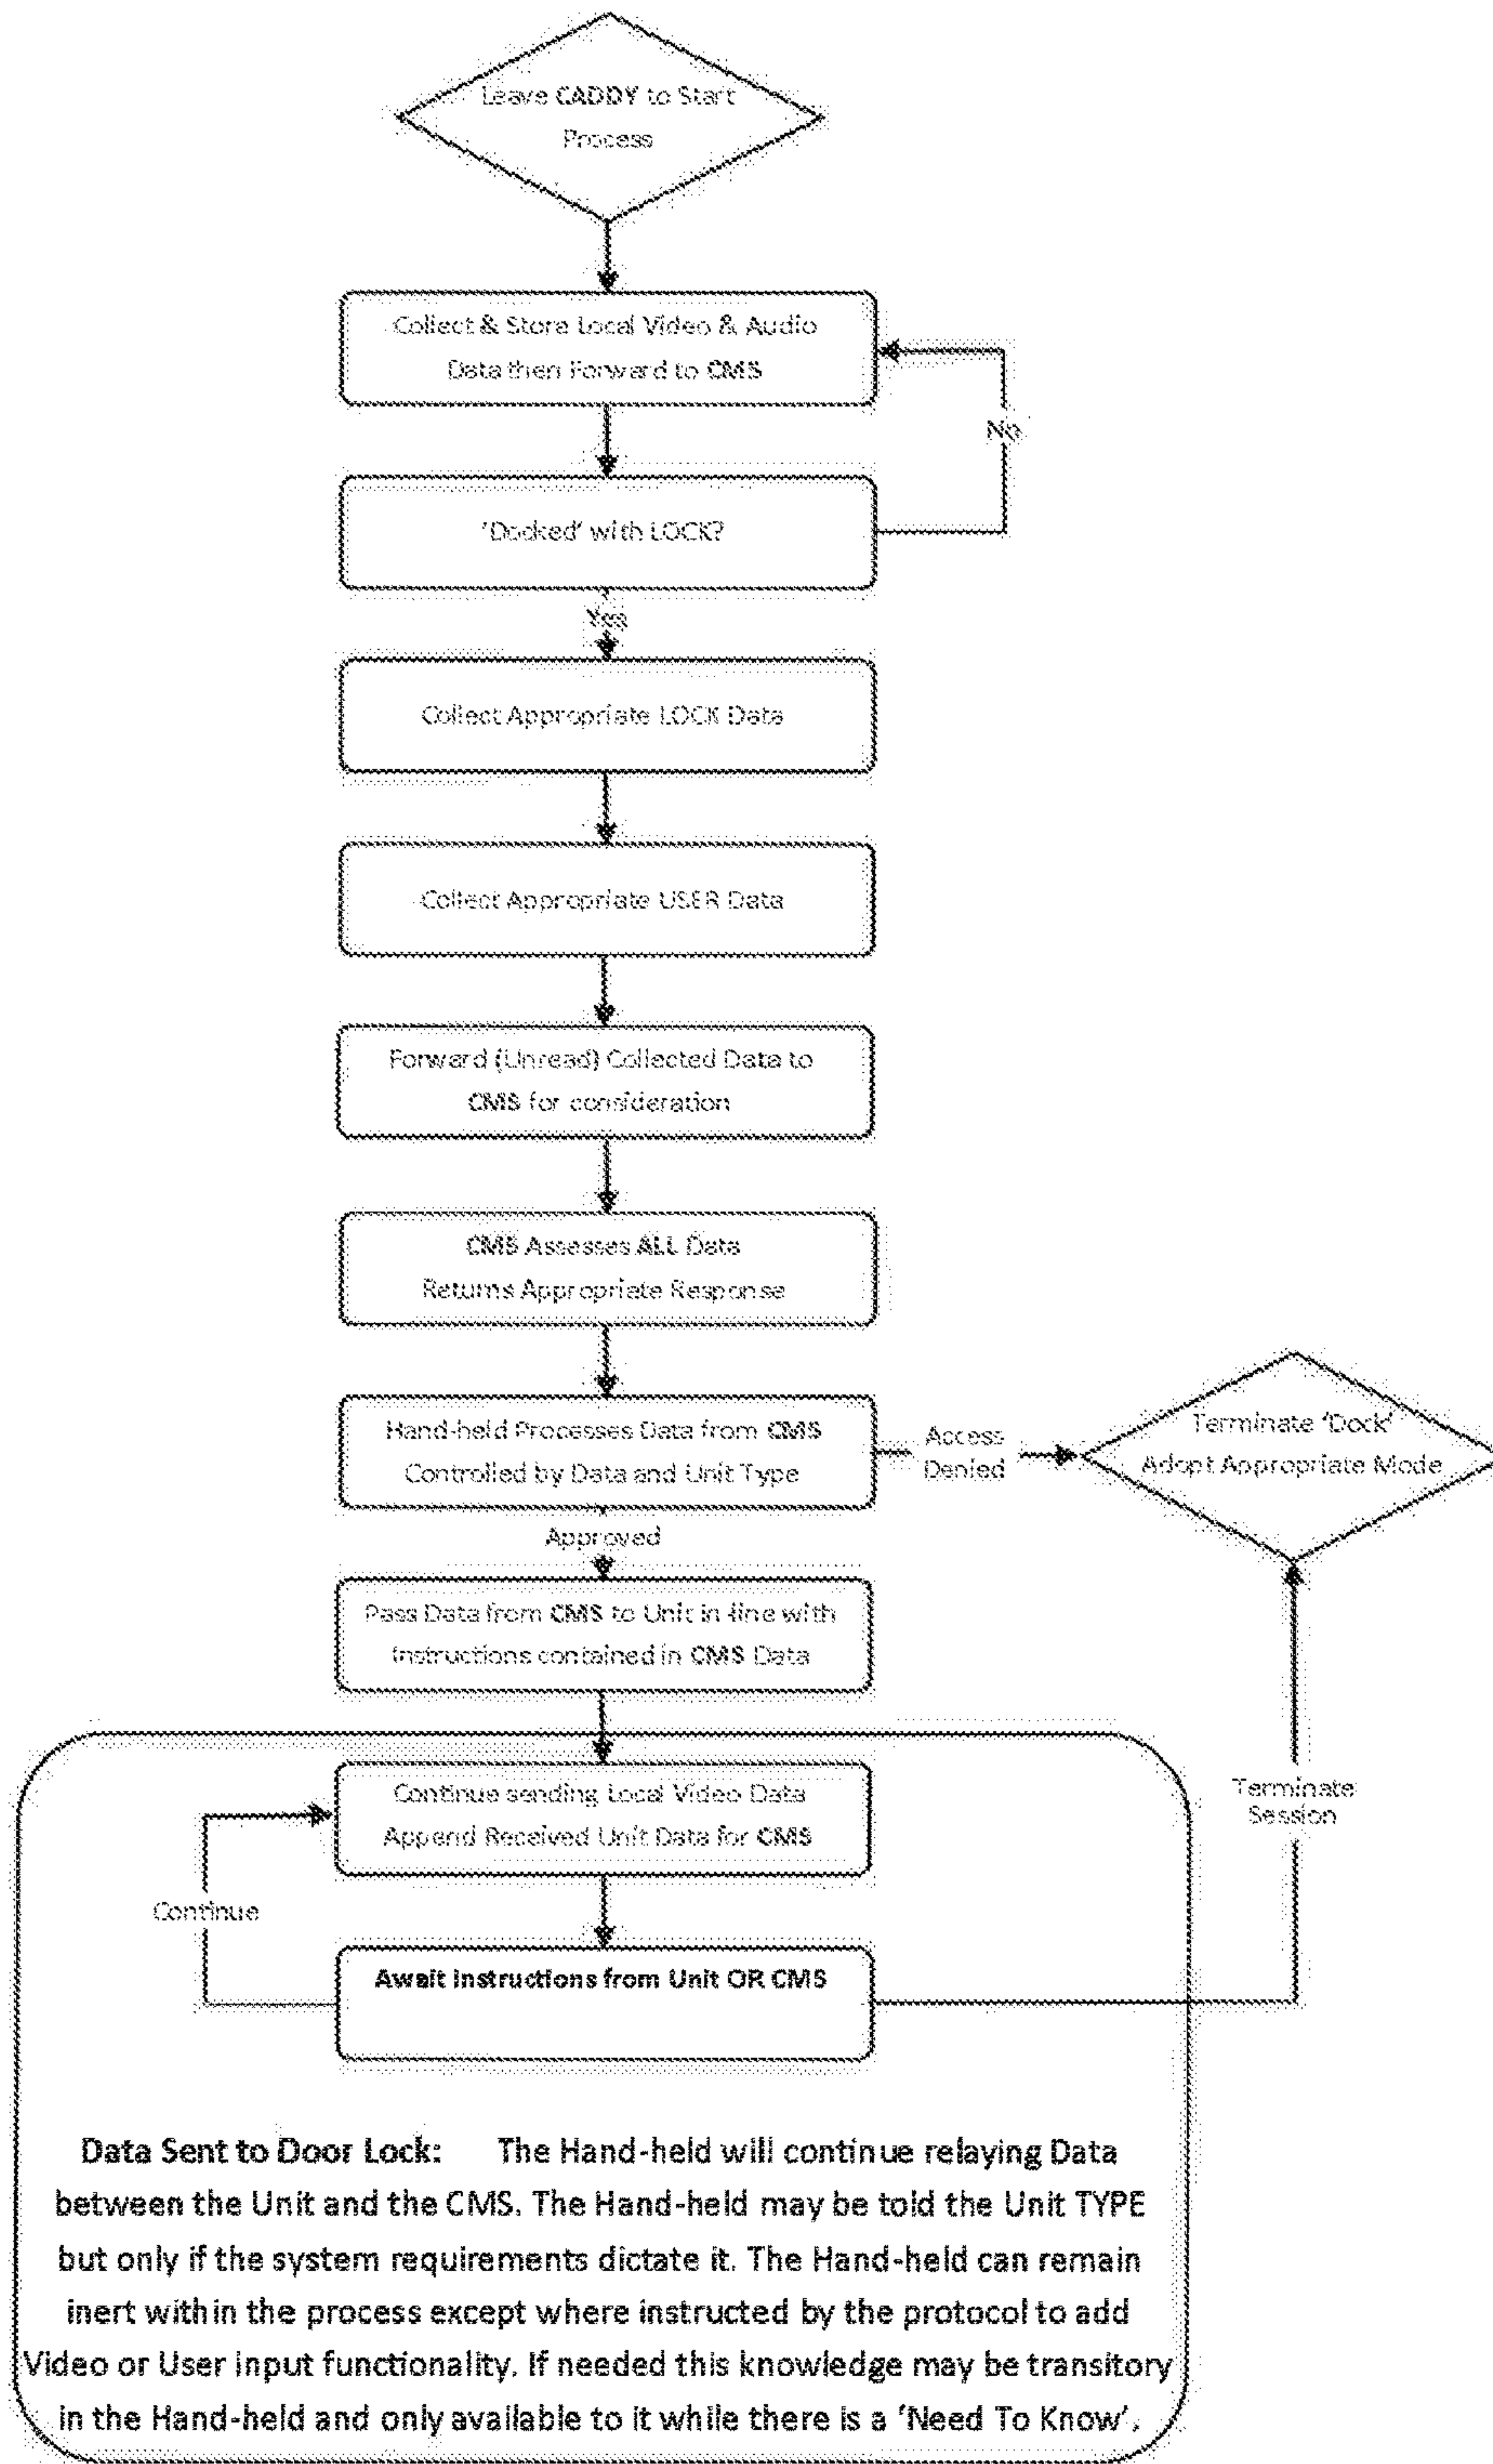 Leave CADDY to Start
Process
Collect & Store Local Video & Audio
Data then Forward to CMS
No
'Docked' with LOCK?
Yes
Collect Appropriate LOCK Data
Collect Appropriate USER Data
Forward (Unread) Collected Data to
CMS for consideration
CMS Assesses ALL Data
Returns Appropriate Response
Hand-held Processes Data from CMS
Controlled by Data and Unit Type
Access
Denied
Terminate 'Dock'
Adopt Appropriate Mode
Approved
Pass Data from CMS to Unit in-line with
Instructions contained in CMS Data
Continue sending Local Video Data
Append Received Unit Data for CMS
Terminate
Session
Continue
Await Instructions from Unit OR CMS
Data Sent to Door Lock: The Hand-held will continue relaying Data
between the Unit and the CMS. The Hand-held may be told the Unit TYPE
but only if the system requirements dictate it. The Hand-held can remain
inert within the process except where instructed by the protocol to add
Video or User input functionality. If needed this knowledge may be transitory
in the Hand-held and only available to it while there is a 'Need To Know'.